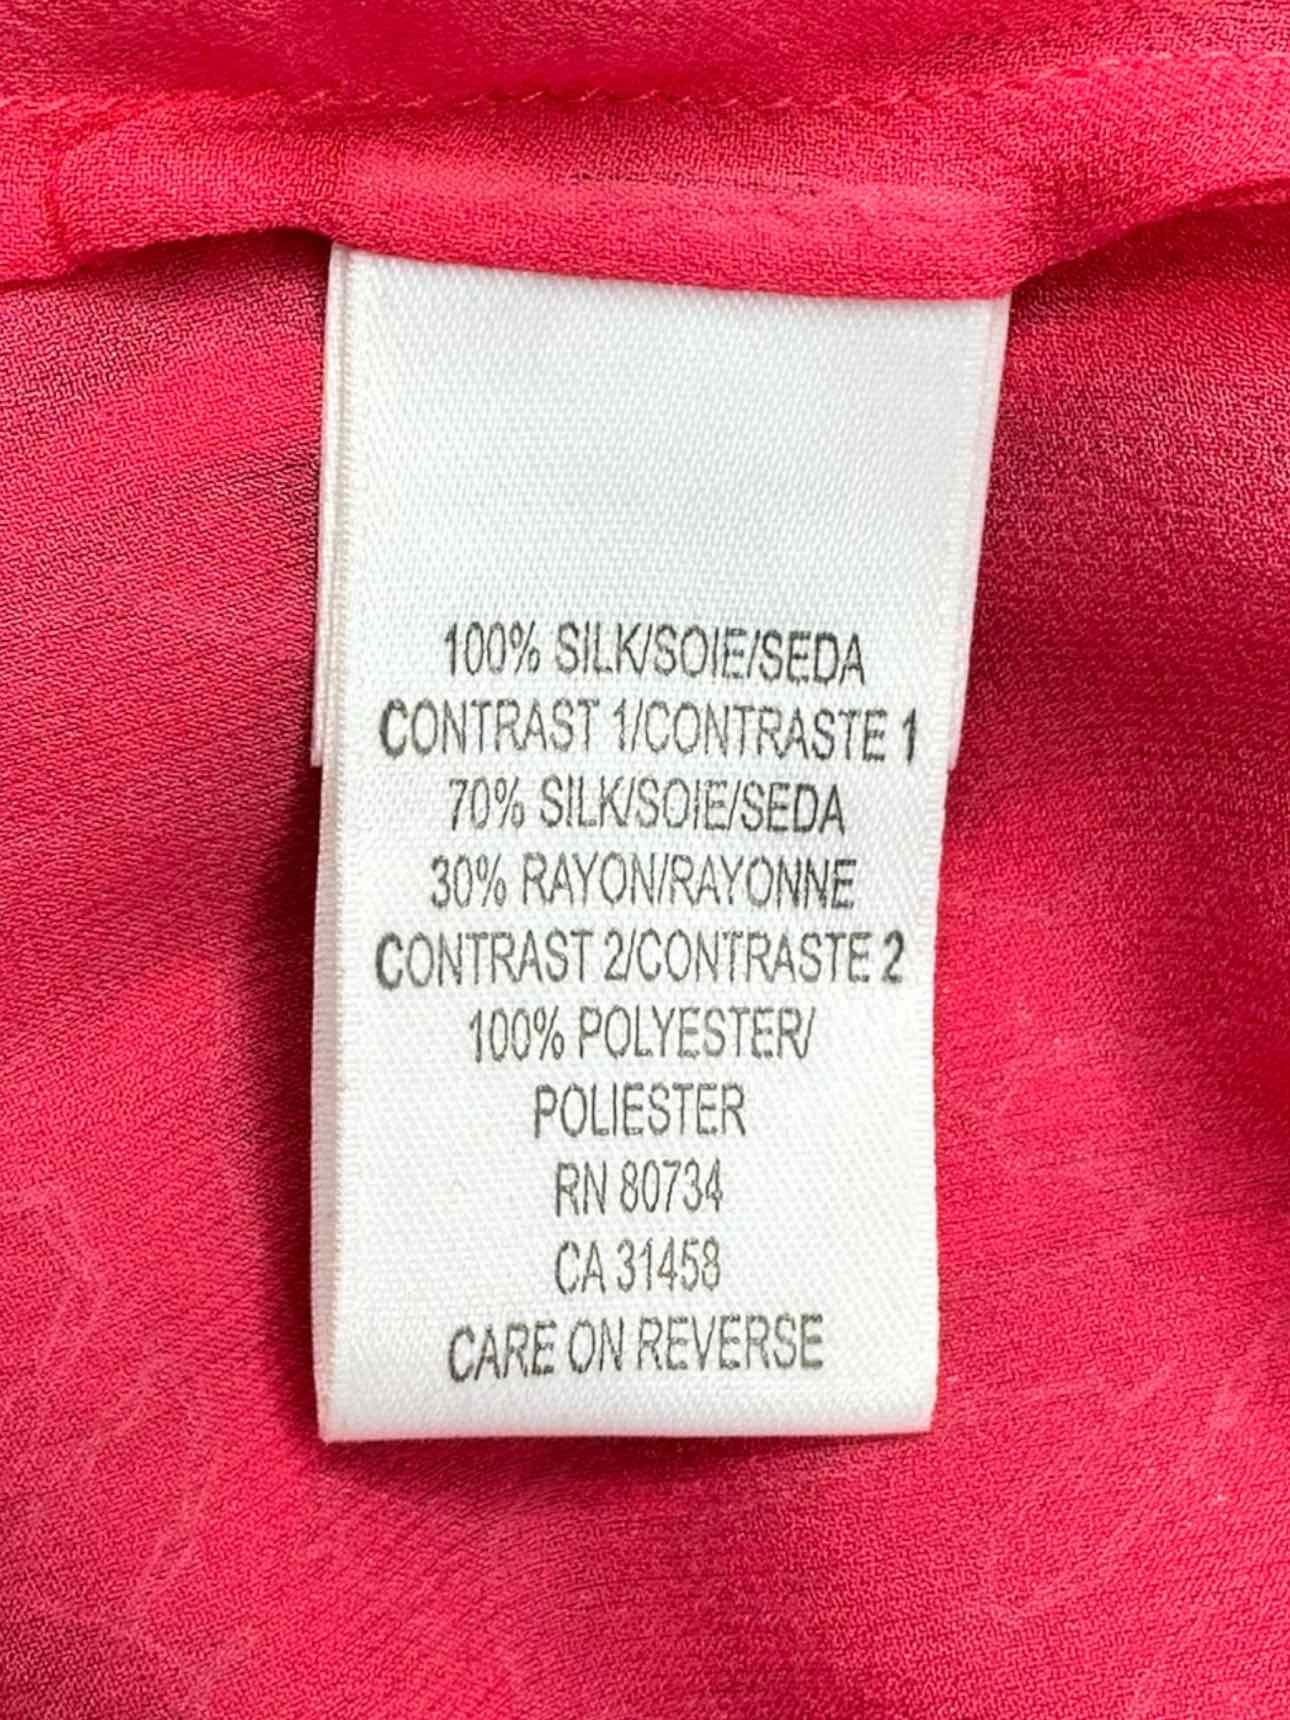 100% SILK/SOIE/SEDA
CONTRAST 1/CONTRASTE 1
70% SILK/SOIE/SEDA
30% RAYON/RAYONNE
CONTRAST 2/CONTRASTE 2
100% POLYESTER/
POLIESTER
RN 80734
CA 31458
CARE ON REVERSE